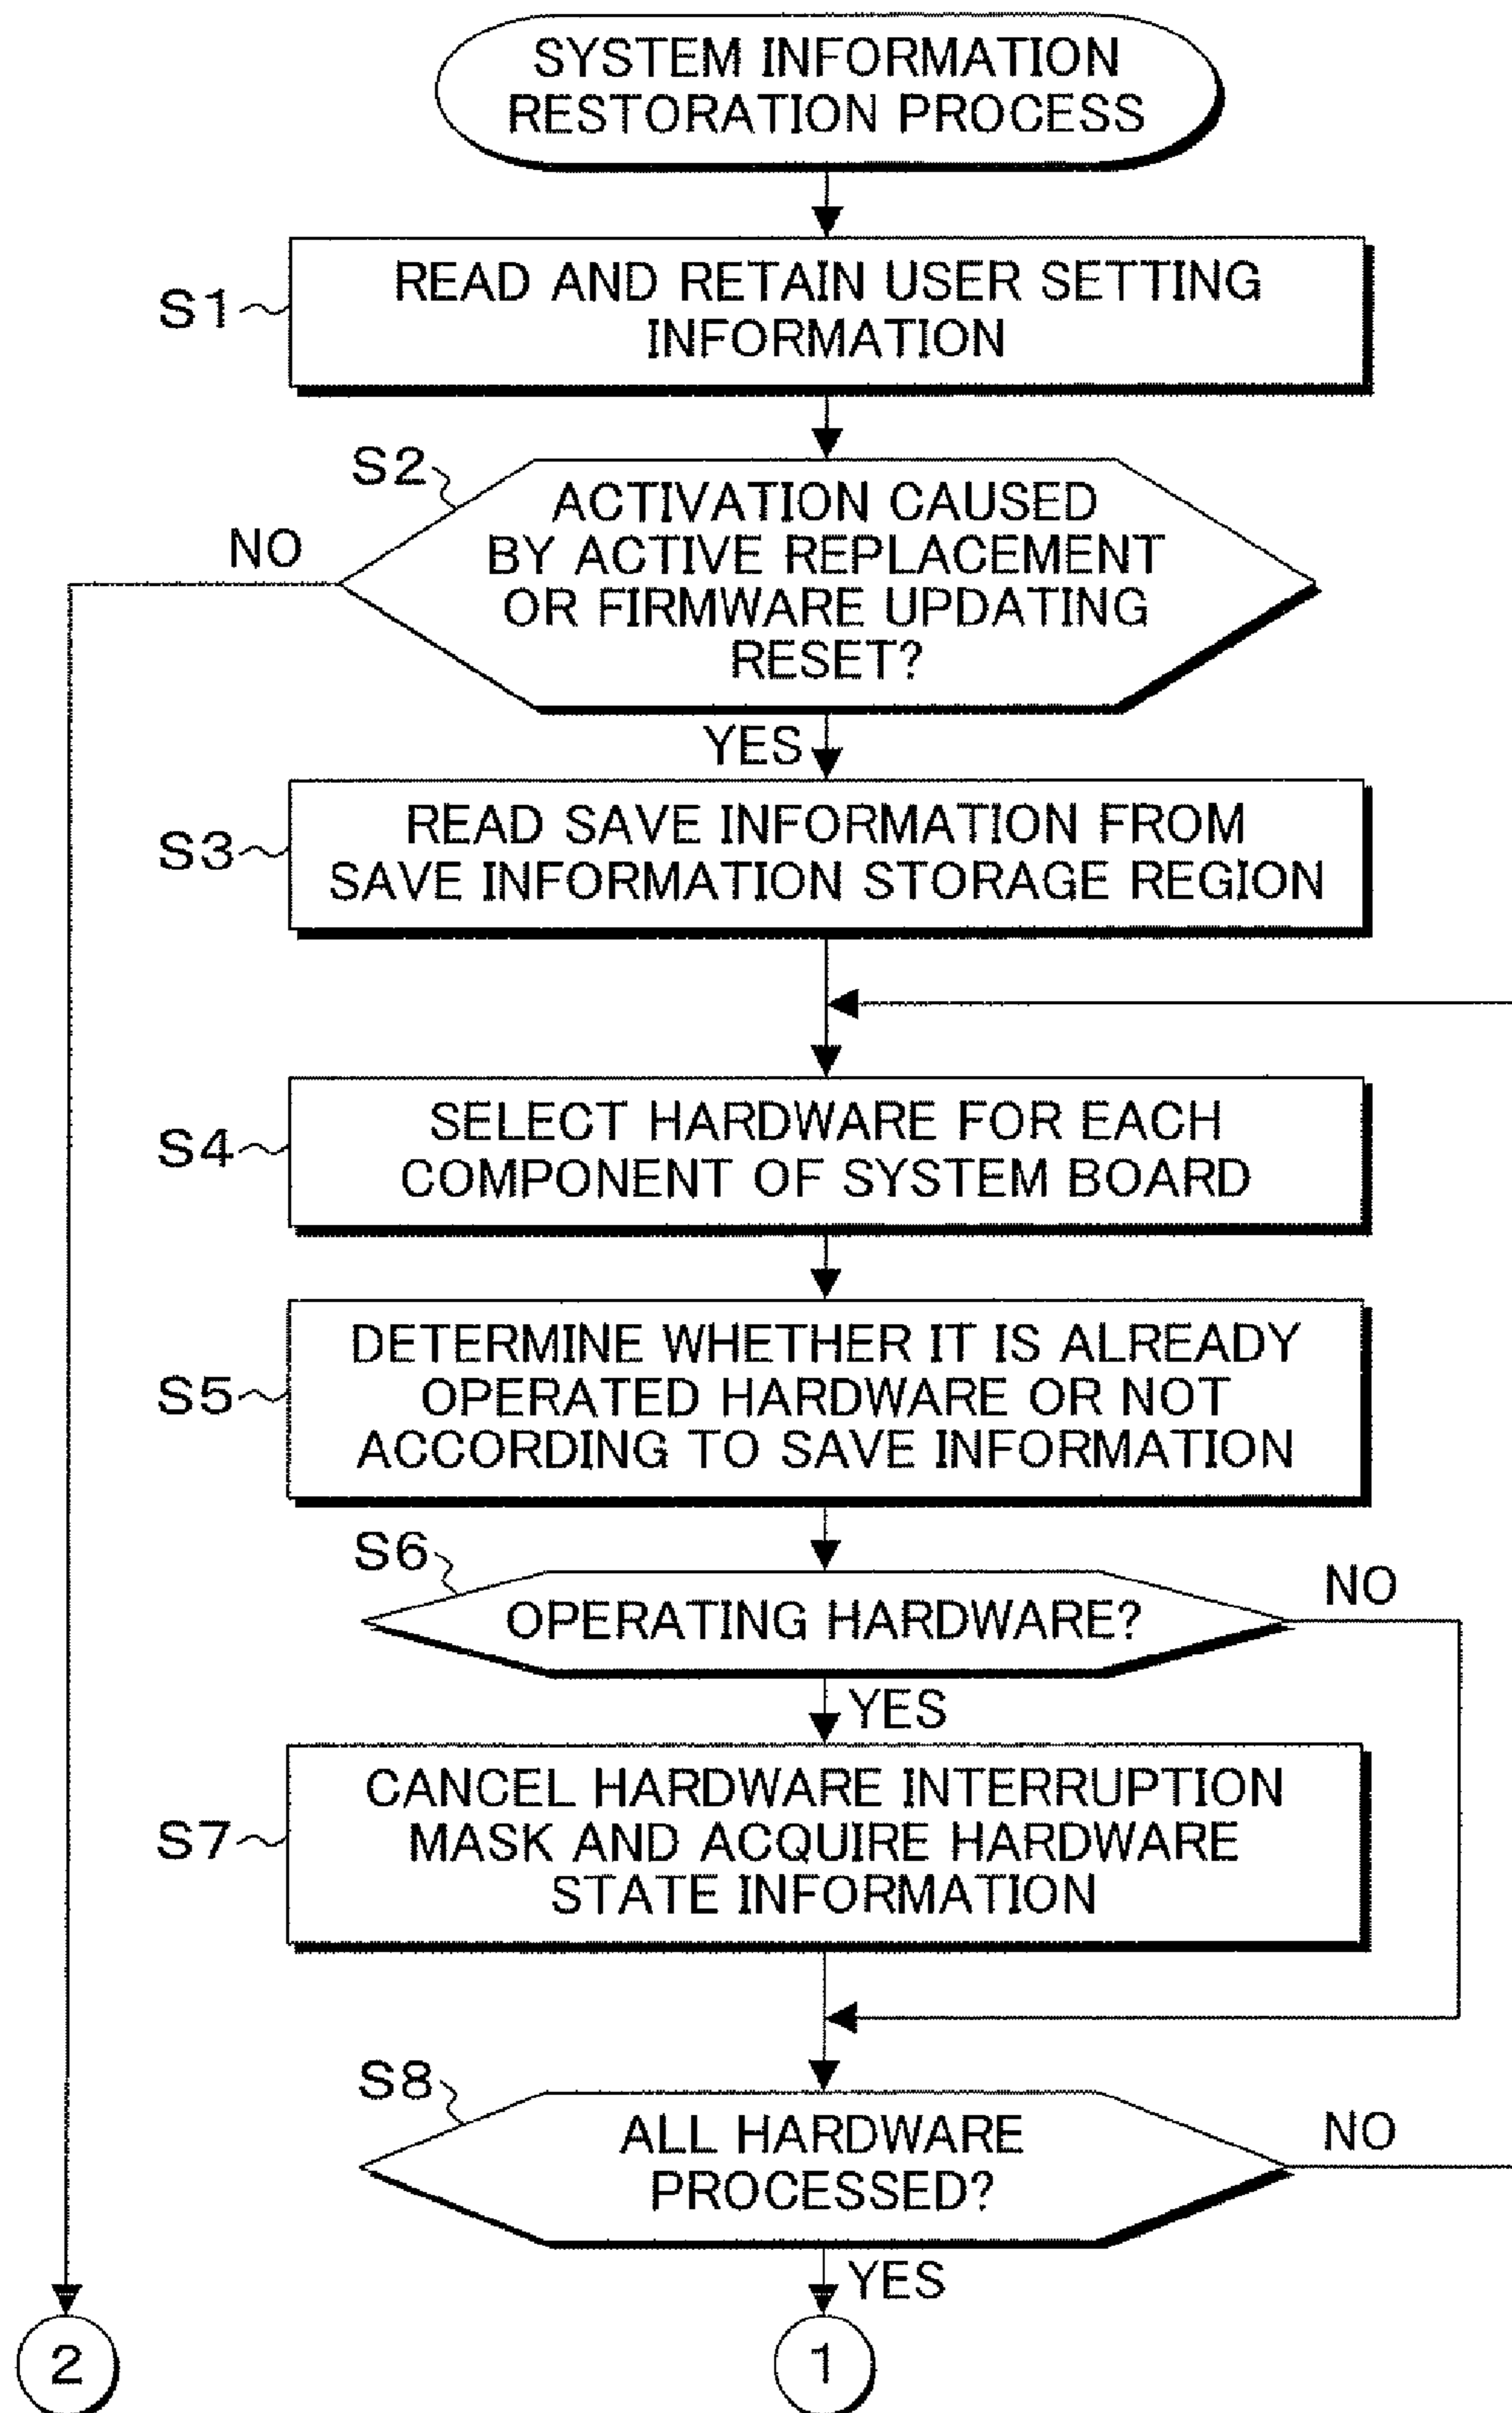 SYSTEM INFORMATION
RESTORATION PROCESS
S1
READ AND RETAIN USER SETTING
INFORMATION
S2
NO
ACTIVATION CAUSED
BY ACTIVE REPLACEMENT
OR FIRMWARE UPDATING
RESET?
YES
S3
READ SAVE INFORMATION FROM
SAVE INFORMATION STORAGE REGION
S4
SELECT HARDWARE FOR EACH
COMPONENT OF SYSTEM BOARD
S5
DETERMINE WHETHER IT IS ALREADY
OPERATED HARDWARE OR NOT
ACCORDING TO SAVE INFORMATION
S6
OPERATING HARDWARE?
NO
YES
S7
CANCEL HARDWARE INTERRUPTION
MASK AND ACQUIRE HARDWARE
STATE INFORMATION
S8
ALL HARDWARE
PROCESSED?
NO
YES
2
1